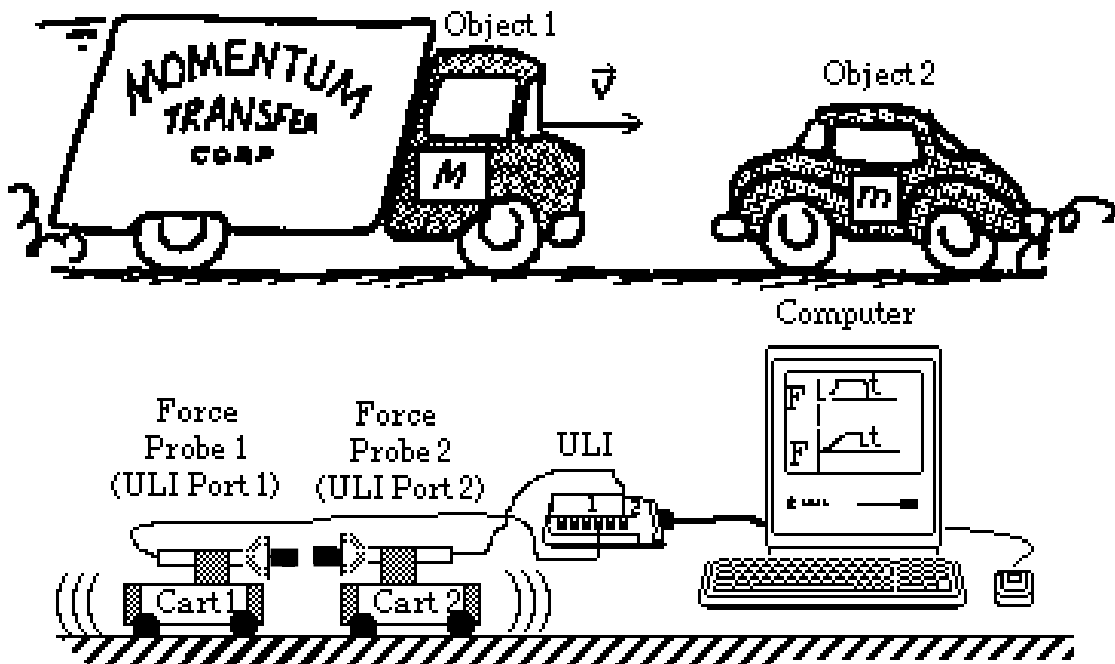 Object 1
MOMENTUM
TRANSFER
CORP
v
Object 2
M
m
Computer
Force
Probe 1
(ULI Port 1)
Force
Probe 2
(ULI Port 2)
ULI
F t
F t
1 2
Cart 1
Cart 2